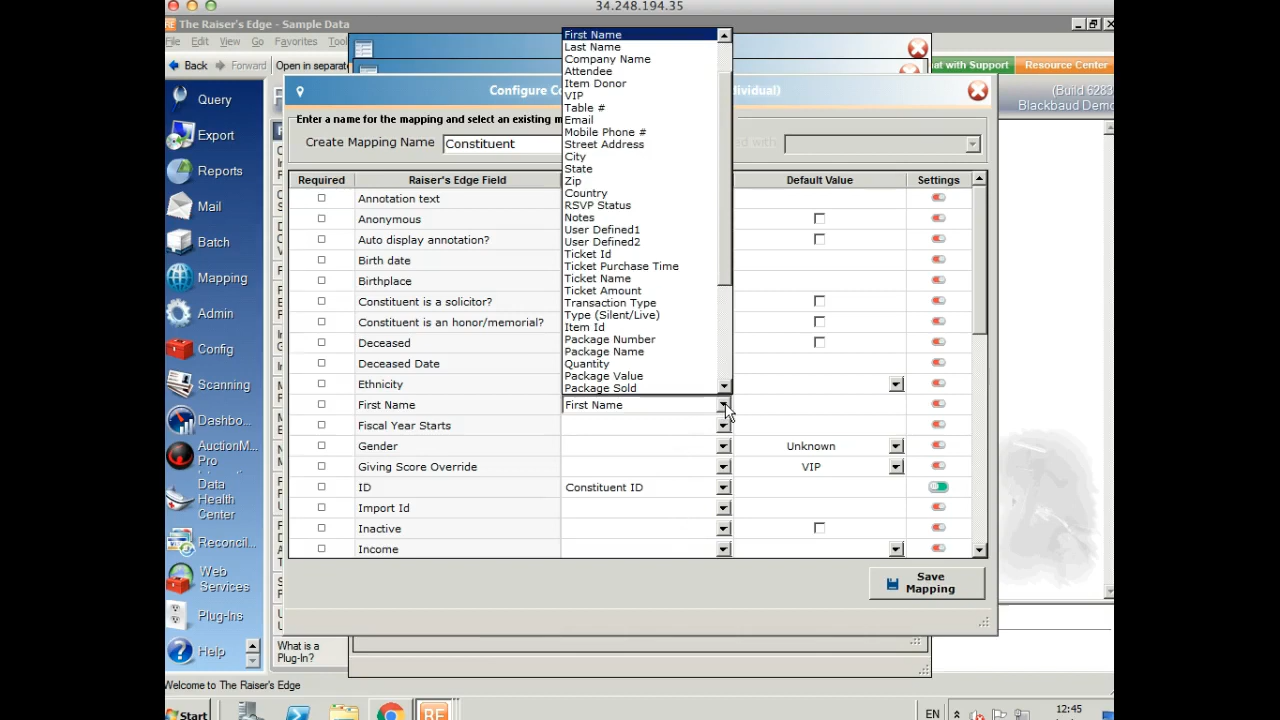 34.248.194.35
RE The Raiser's Edge - Sample Data
File Edit View Go Favorites Tool
Back Forward Open in separat
at with Support Resource Center
(Build 6283
Blackbaud Demo
Configure Co
dividual)
Enter a name for the mapping and select an existing m
Create Mapping Name Constituent
Required Raiser's Edge Field Default Value Settings
Annotation text
Anonymous
Auto display annotation?
Birth date
Birthplace
Constituent is a solicitor?
Constituent is an honor/memorial?
Deceased
Deceased Date
Ethnicity
First Name First Name
Fiscal Year Starts
Gender Unknown
Giving Score Override VIP
ID Constituent ID
Import Id
Inactive
Income
First Name
Last Name
Company Name
Attendee
Item Donor
VIP
Table #
Email
Mobile Phone #
Street Address
City
State
Zip
Country
RSVP Status
Notes
User Defined1
User Defined2
Ticket Id
Ticket Purchase Time
Ticket Name
Ticket Amount
Transaction Type
Type (Silent/Live)
Item Id
Package Number
Package Name
Quantity
Package Value
Package Sold
Save
Mapping
Query
Export
Reports
Mail
Batch
Mapping
Admin
Config
Scanning
Dashbo...
AuctionM...
Pro
Data
Health
Center
Reconcil...
Web
Services
Plug-Ins
Help
What is a
Plug-In?
Welcome to The Raiser's Edge
Start
RE
EN
12:45